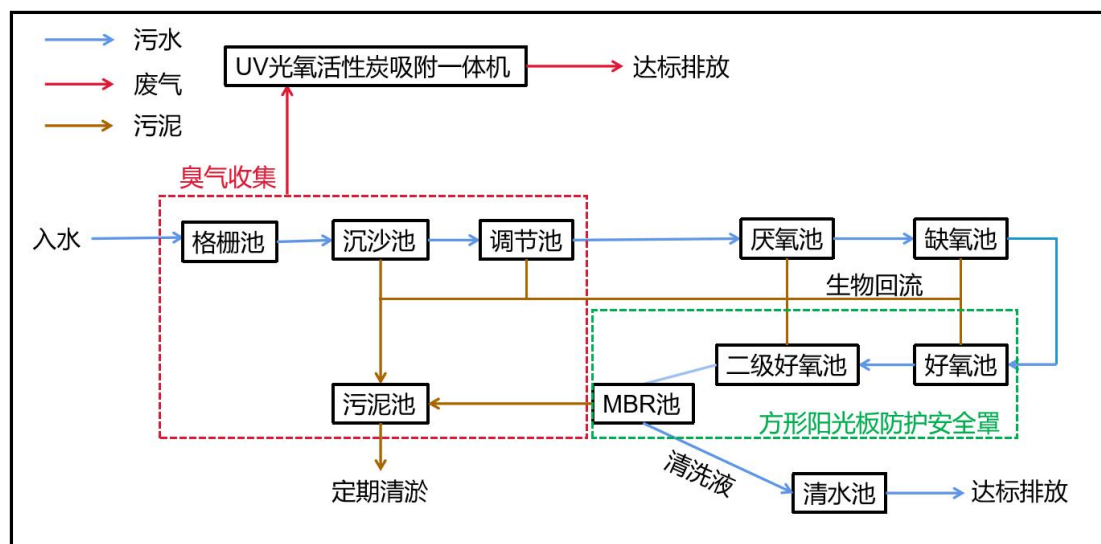 污水
废气
污泥
UV光氧活性炭吸附一体机
达标排放
臭气收集
入水
格栅池
沉沙池
调节池
厌氧池
缺氧池
生物回流
二级好氧池
好氧池
污泥池
MBR池
方形阳光板防护安全罩
清洗液
定期清淤
清水池
达标排放